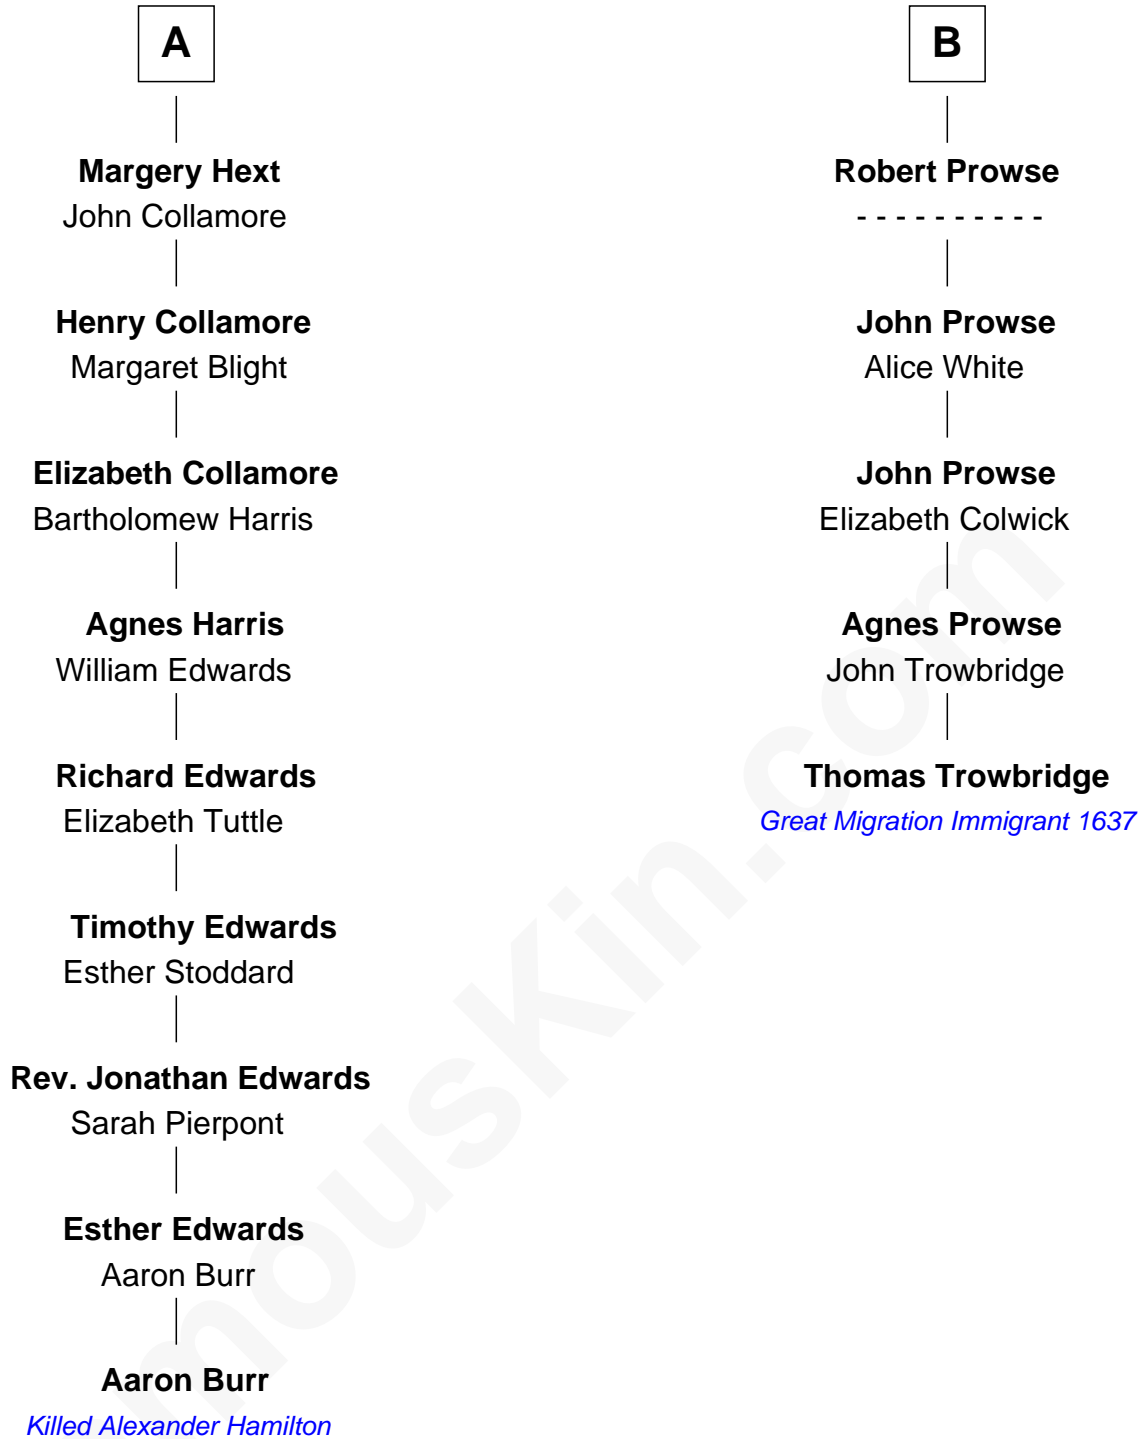 A
Margery Hext
John Collamore
Henry Collamore
Margaret Blight
Elizabeth Collamore
Bartholomew Harris
Agnes Harris
William Edwards
Richard Edwards
Elizabeth Tuttle
Timothy Edwards
Esther Stoddard
Rev. Jonathan Edwards
Sarah Pierpont
Esther Edwards
Aaron Burr
Aaron Burr
Killed Alexander Hamilton
B
Robert Prowse
- - - - - - - - - -
John Prowse
Alice White
John Prowse
Elizabeth Colwick
Agnes Prowse
John Trowbridge
Thomas Trowbridge
Great Migration Immigrant 1637
mousKin.com